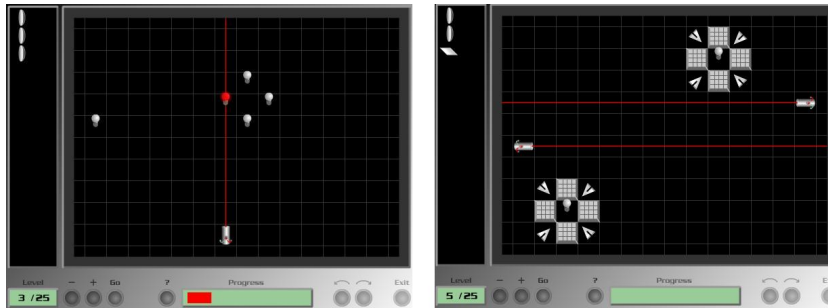 Level - + Go ? Progress Exit
3 /25
Level - + Go ? Progress
5 /25